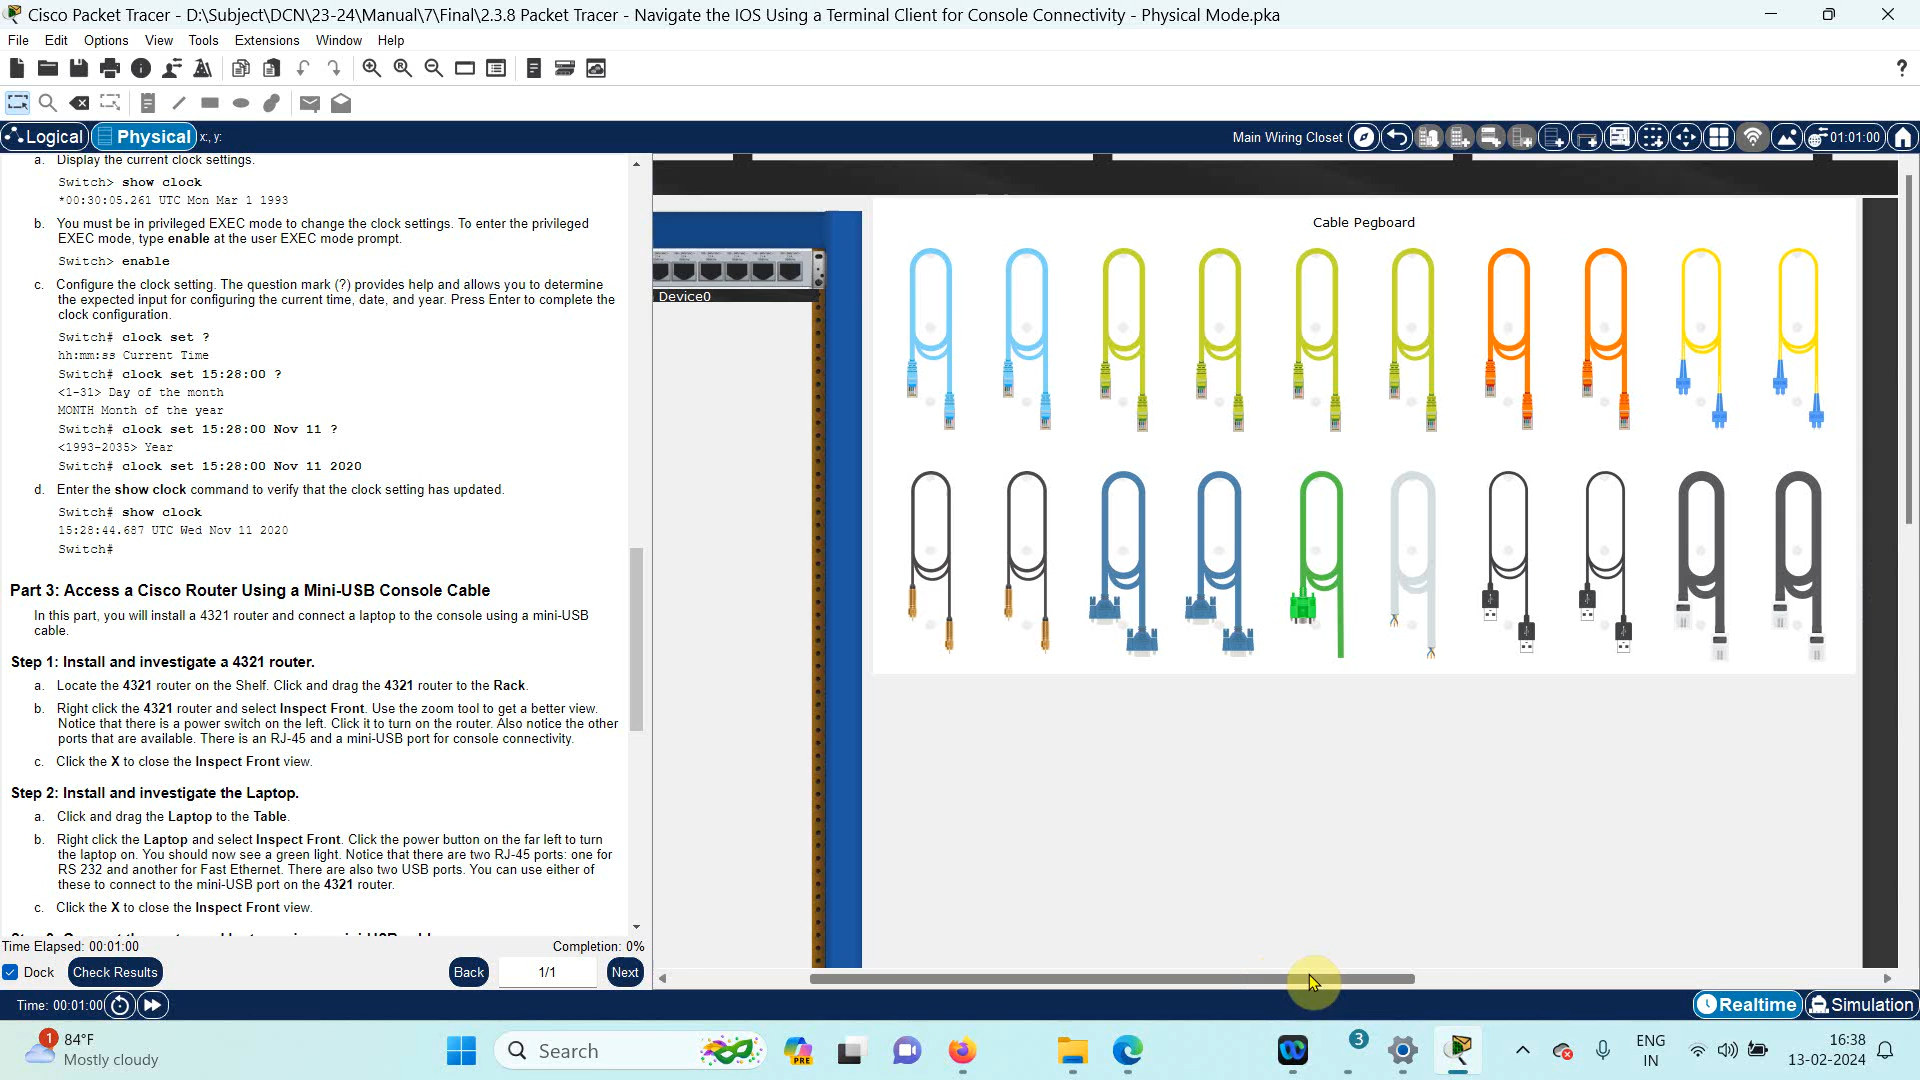 Cisco Packet Tracer - D:\Subject\DCN\23-24\Manual\7\Final\2.3.8 Packet Tracer - Navigate the IOS Using a Terminal Client for Console Connectivity - Physical Mode.pka
File Edit Options View Tools Extensions Window Help
?
Logical Physical x:, y:
Main Wiring Closet 01:01:00
a. Display the current clock settings.
Switch> show clock
*00:30:05.261 UTC Mon Mar 1 1993
b. You must be in privileged EXEC mode to change the clock settings. To enter the privileged
EXEC mode, type enable at the user EXEC mode prompt.
Switch> enable
c. Configure the clock setting. The question mark (?) provides help and allows you to determine
the expected input for configuring the current time, date, and year. Press Enter to complete the
clock configuration.
Switch# clock set ?
hh:mm:ss Current Time
Switch# clock set 15:28:00 ?
<1-31> Day of the month
MONTH Month of the year
Switch# clock set 15:28:00 Nov 11 ?
<1993-2035> Year
Switch# clock set 15:28:00 Nov 11 2020
d. Enter the show clock command to verify that the clock setting has updated.
Switch# show clock
15:28:44.687 UTC Wed Nov 11 2020
Switch#
Part 3: Access a Cisco Router Using a Mini-USB Console Cable
In this part, you will install a 4321 router and connect a laptop to the console using a mini-USB
cable.
Step 1: Install and investigate a 4321 router.
a. Locate the 4321 router on the Shelf. Click and drag the 4321 router to the Rack.
b. Right click the 4321 router and select Inspect Front. Use the zoom tool to get a better view.
Notice that there is a power switch on the left. Click it to turn on the router. Also notice the other
ports that are available. There is an RJ-45 and a mini-USB port for console connectivity.
c. Click the X to close the Inspect Front view.
Step 2: Install and investigate the Laptop.
a. Click and drag the Laptop to the Table.
b. Right click the Laptop and select Inspect Front. Click the power button on the far left to turn
the laptop on. You should now see a green light. Notice that there are two RJ-45 ports: one for
RS 232 and another for Fast Ethernet. There are also two USB ports. You can use either of
these to connect to the mini-USB port on the 4321 router.
c. Click the X to close the Inspect Front view.
Time Elapsed: 00:01:00 Completion: 0%
Dock Check Results Back 1/1 Next
Device0
Cable Pegboard
Time: 00:01:00
Realtime Simulation
1
84°F
Mostly cloudy
Search
PRE
3
ENG
IN
16:38
13-02-2024